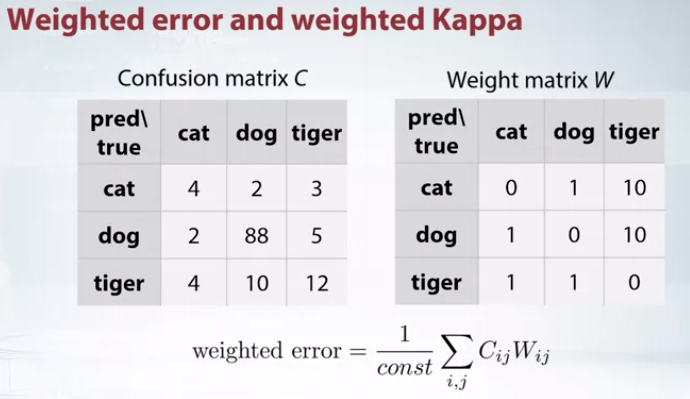 Weighted error and weighted Kappa
Confusion matrix C
pred\ true cat dog tiger
cat 4 2 3
dog 2 88 5
tiger 4 10 12
Weight matrix W
pred\ true cat dog tiger
cat 0 1 10
dog 1 0 10
tiger 1 1 0
weighted error = \frac{1}{const} \sum_{i,j} C_{ij} W_{ij}